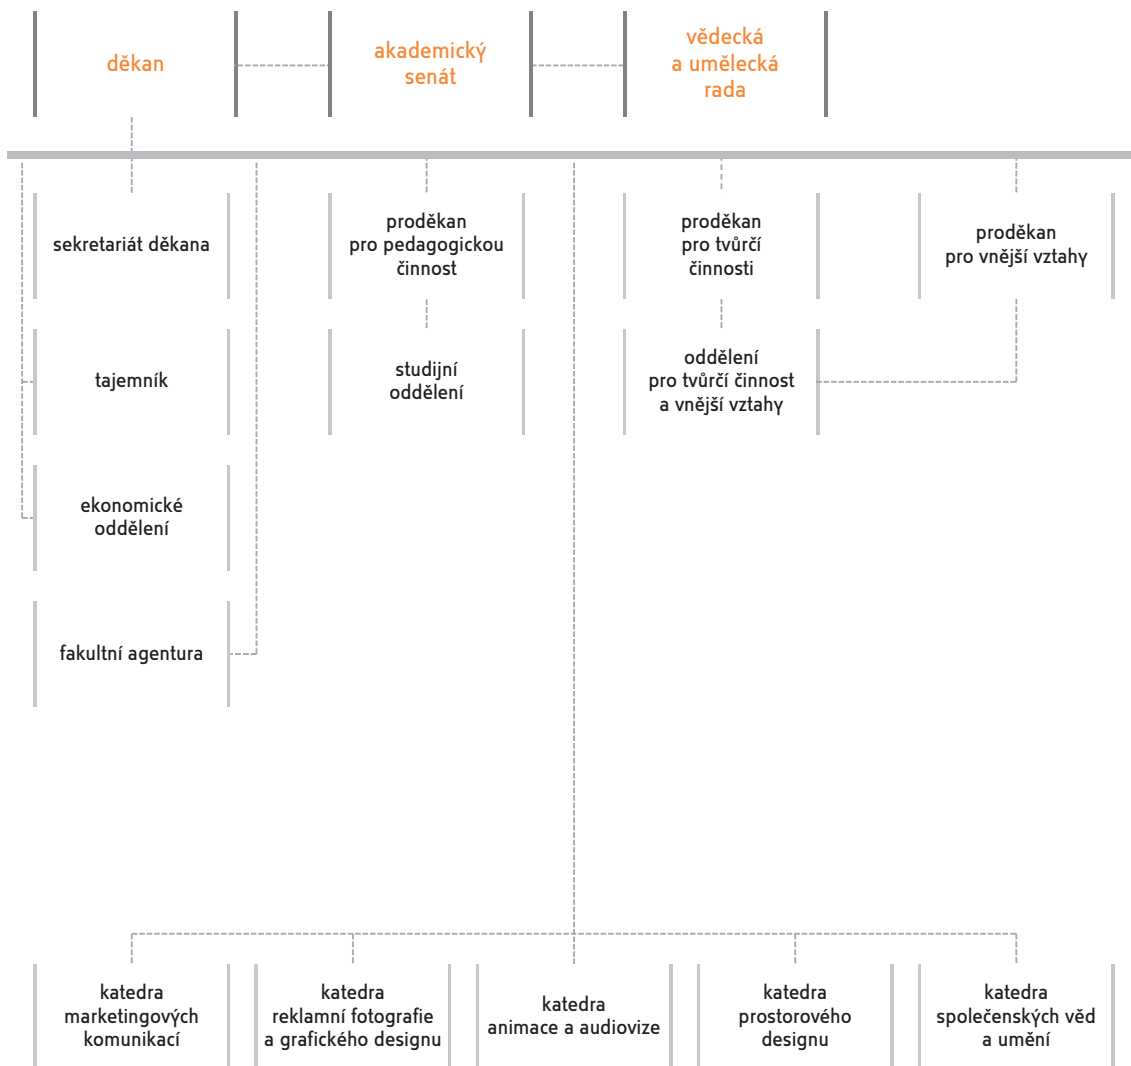 děkan
akademický
senát
vědecká
a umělecká
rada
sekretariát děkana
proděkan
pro pedagogickou
činnost
proděkan
pro tvůrčí
činnosti
proděkan
pro vnější vztahy
tajemník
studijní
oddělení
oddělení
pro tvůrčí činnost
a vnější vztahy
ekonomické
oddělení
fakultní agentura
katedra
marketingových
komunikací
katedra
reklamní fotografie
a grafického designu
katedra
animace a audiovize
katedra
prostorového
designu
katedra
společenských věd
a umění